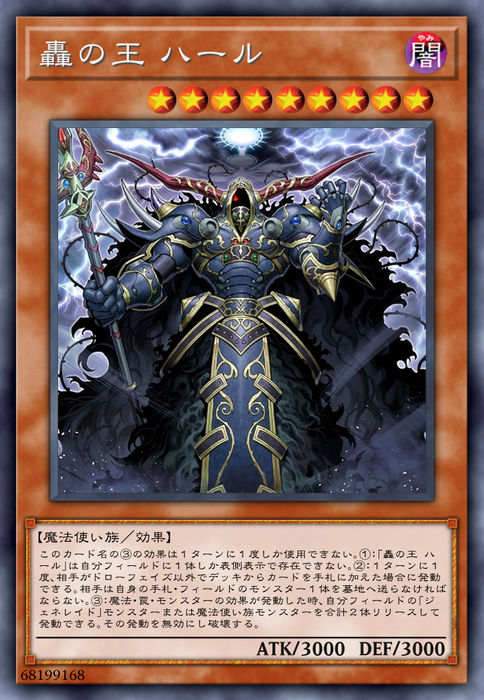 轟の王 ハール
やみ
闇
【魔法使い族／効果】
このカード名の③の効果は１ターンに１度しか使用できない。①：「轟の王 ハ
ール」は自分フィールドに１体しか表側表示で存在できない。②：１ターンに１
度、相手がドローフェイズ以外でデッキからカードを手札に加えた場合に発動
できる。相手は自身の手札・フィールドのモンスター１体を墓地へ送らなければ
ならない。③：魔法・罠・モンスターの効果が発動した時、自分フィールドの「ジ
ェネレイド」モンスターまたは魔法使い族モンスターを合計２体リリースして
発動できる。その発動を無効にし破壊する。
ATK/3000 DEF/3000
68199168